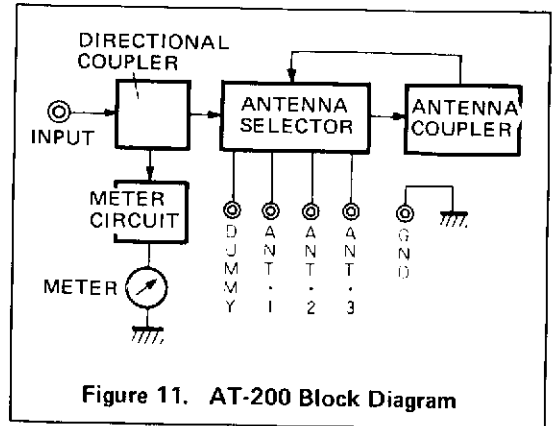 DIRECTIONAL
COUPLER
INPUT
ANTENNA
SELECTOR
ANTENNA
COUPLER
METER
CIRCUIT
METER
DUMMY
ANT.1
ANT.2
ANT.3
GND
Figure 11. AT-200 Block Diagram